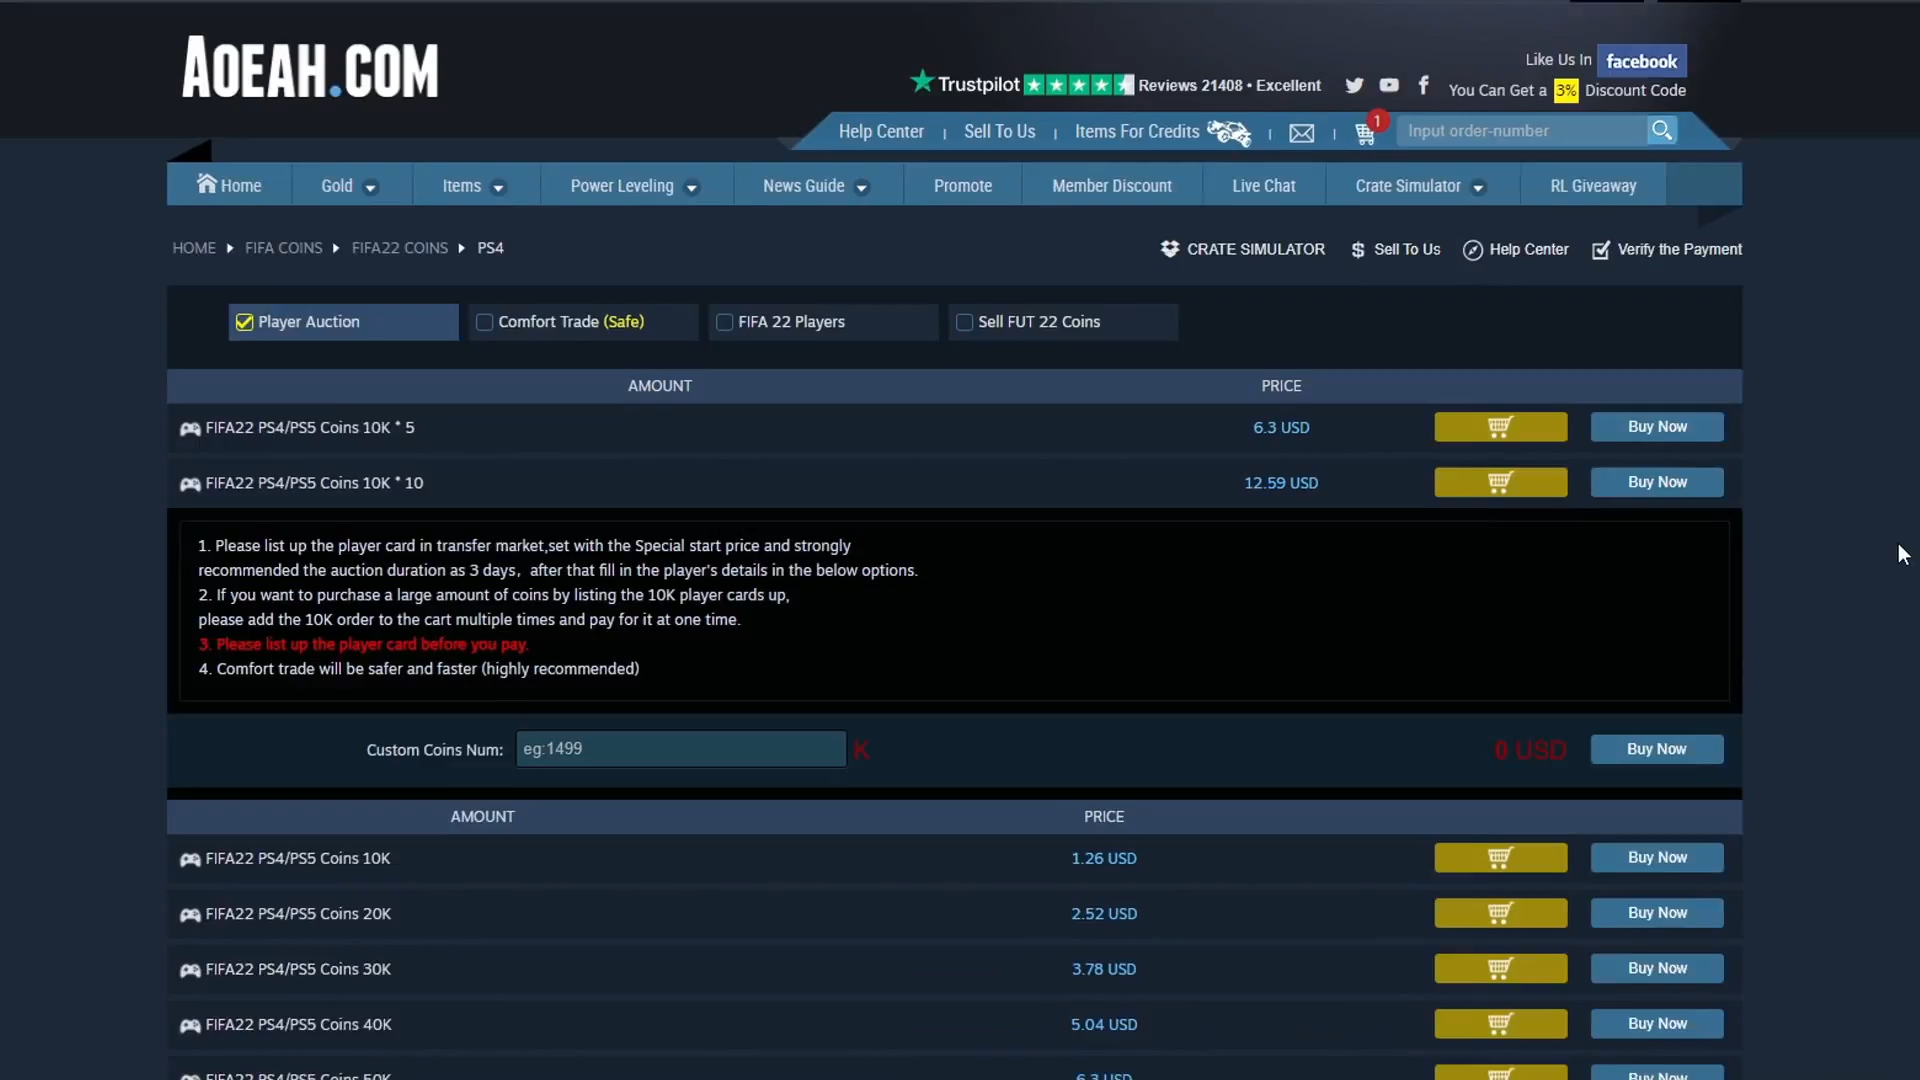 AOEAH.COM
Like Us In facebook
Trustpilot Reviews 21408 • Excellent
You Can Get a 3% Discount Code
Help Center Sell To Us Items For Credits 1 Input order-number
Home Gold Items Power Leveling News Guide Promote Member Discount Live Chat Crate Simulator RL Giveaway
HOME FIFA COINS FIFA22 COINS PS4
CRATE SIMULATOR $ Sell To Us Help Center Verify the Payment
Player Auction Comfort Trade (Safe) FIFA 22 Players Sell FUT 22 Coins
AMOUNT PRICE
FIFA22 PS4/PS5 Coins 10K * 5 6.3 USD Buy Now
FIFA22 PS4/PS5 Coins 10K * 10 12.59 USD Buy Now
1. Please list up the player card in transfer market,set with the Special start price and strongly
recommended the auction duration as 3 days, after that fill in the player's details in the below options.
2. If you want to purchase a large amount of coins by listing the 10K player cards up,
please add the 10K order to the cart multiple times and pay for it at one time.
3. Please list up the player card before you pay.
4. Comfort trade will be safer and faster (highly recommended)
Custom Coins Num: eg:1499 K 0 USD Buy Now
AMOUNT PRICE
FIFA22 PS4/PS5 Coins 10K 1.26 USD Buy Now
FIFA22 PS4/PS5 Coins 20K 2.52 USD Buy Now
FIFA22 PS4/PS5 Coins 30K 3.78 USD Buy Now
FIFA22 PS4/PS5 Coins 40K 5.04 USD Buy Now
FIFA22 PS4/PS5 Coins 50K 6.3 USD Buy Now